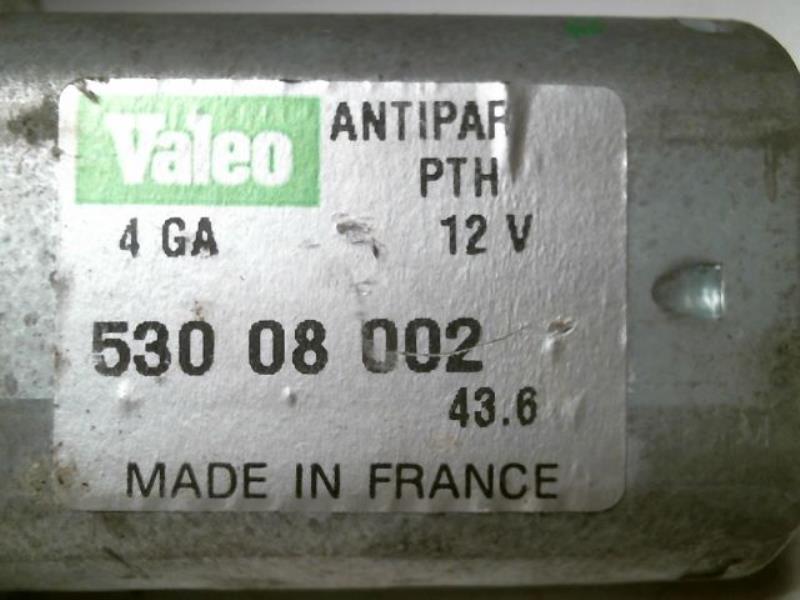 Valeo
ANTIPAR
PTH
4 GA
12 V
530 08 002
43.6
MADE IN FRANCE